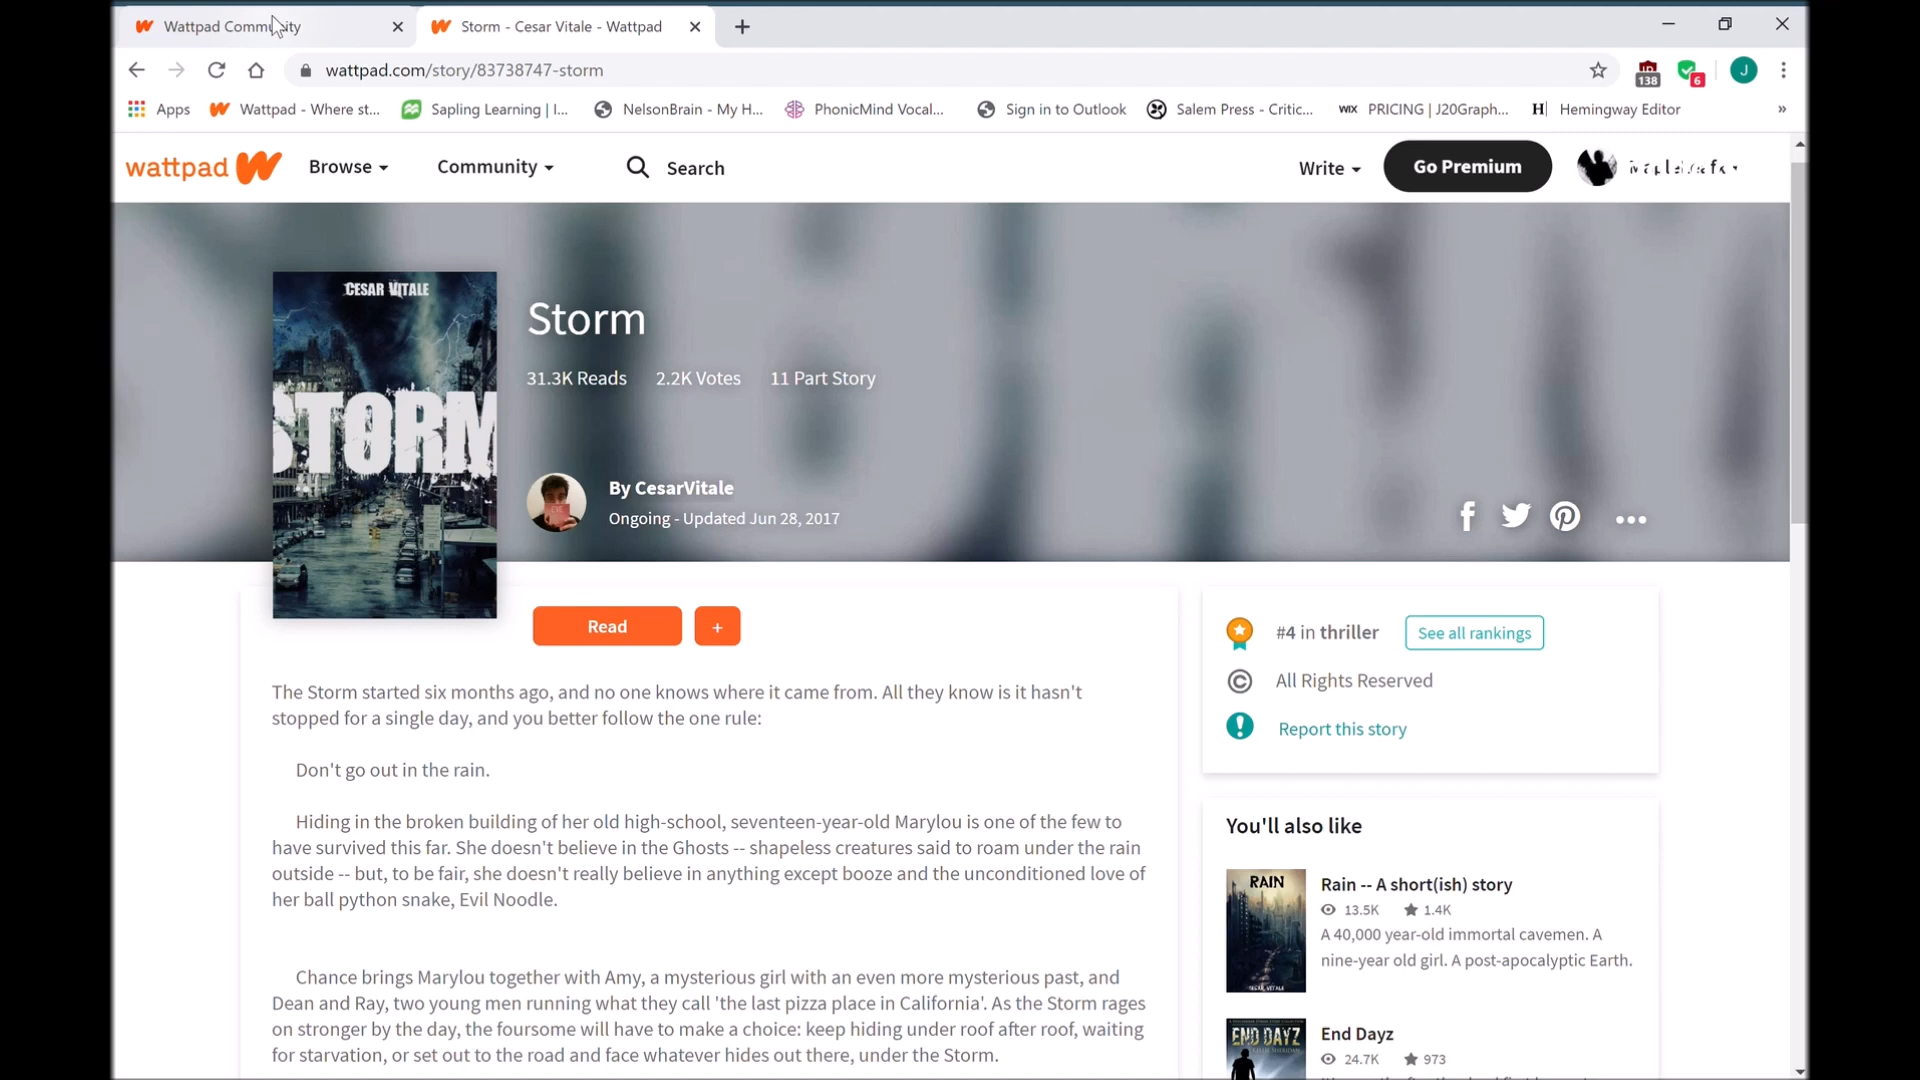 Wattpad Community
Storm - Cesar Vitale - Wattpad
wattpad.com/story/83738747-storm
138
6
J
Apps
Wattpad - Where st...
Sapling Learning | I...
NelsonBrain - My H...
PhonicMind Vocal...
Sign in to Outlook
Salem Press - Critic...
WIX PRICING | J20Graph...
H Hemingway Editor
»
wattpad
Browse
Community
Search
Write
Go Premium
CESAR VITALE
STORM
Storm
31.3K Reads 2.2K Votes 11 Part Story
By CesarVitale
Ongoing - Updated Jun 28, 2017
Read
+
The Storm started six months ago, and no one knows where it came from. All they know is it hasn't
stopped for a single day, and you better follow the one rule:
Don't go out in the rain.
Hiding in the broken building of her old high-school, seventeen-year-old Marylou is one of the few to
have survived this far. She doesn't believe in the Ghosts -- shapeless creatures said to roam under the rain
outside -- but, to be fair, she doesn't really believe in anything except booze and the unconditioned love of
her ball python snake, Evil Noodle.
Chance brings Marylou together with Amy, a mysterious girl with an even more mysterious past, and
Dean and Ray, two young men running what they call 'the last pizza place in California'. As the Storm rages
on stronger by the day, the foursome will have to make a choice: keep hiding under roof after roof, waiting
for starvation, or set out to the road and face whatever hides out there, under the Storm.
#4 in thriller
See all rankings
All Rights Reserved
Report this story
You'll also like
RAIN
CESAR VITALE
Rain -- A short(ish) story
13.5K 1.4K
A 40,000 year-old immortal cavemen. A
nine-year old girl. A post-apocalyptic Earth.
END DAYZ
End Dayz
24.7K 973